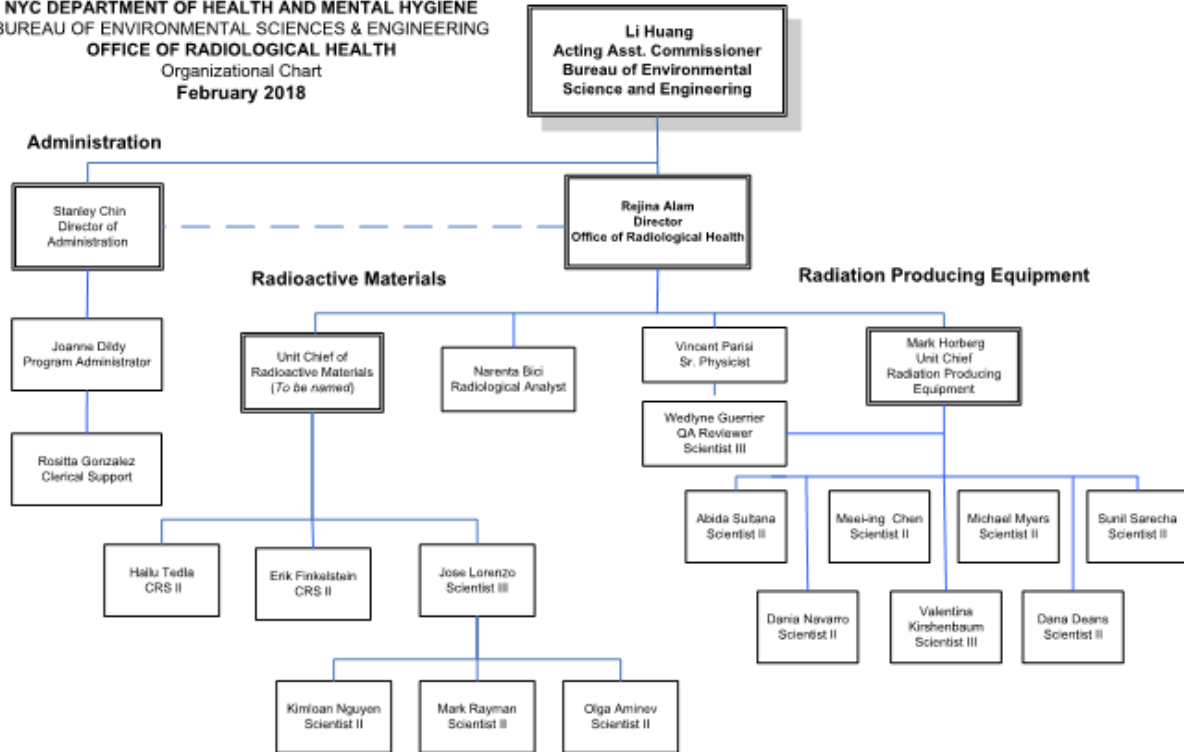 NYC DEPARTMENT OF HEALTH AND MENTAL HYGIENE
BUREAU OF ENVIRONMENTAL SCIENCES & ENGINEERING
OFFICE OF RADIOLOGICAL HEALTH
Organizational Chart
February 2018
Li Huang
Acting Asst. Commissioner
Bureau of Environmental
Science and Engineering
Administration
Stanley Chin
Director of
Administration
Rejina Alam
Director
Office of Radiological Health
Radioactive Materials
Radiation Producing Equipment
Joanne Dildy
Program Administrator
Unit Chief of
Radioactive Materials
(To be named)
Narenta Bici
Radiological Analyst
Vincent Parisi
Sr. Physicist
Mark Horberg
Unit Chief
Radiation Producing
Equipment
Wedlyne Guerrier
QA Reviewer
Scientist III
Rositta Gonzalez
Clerical Support
Abida Sultana
Scientist II
Meei-ing Chen
Scientist II
Michael Myers
Scientist II
Sunil Sarecha
Scientist II
Hailu Tedla
CRS II
Erik Finkelstein
CRS II
Jose Lorenzo
Scientist III
Dania Navarro
Scientist II
Valentina
Kirshenbaum
Scientist III
Dana Deans
Scientist II
Kimloan Nguyen
Scientist II
Mark Rayman
Scientist II
Olga Aminev
Scientist II